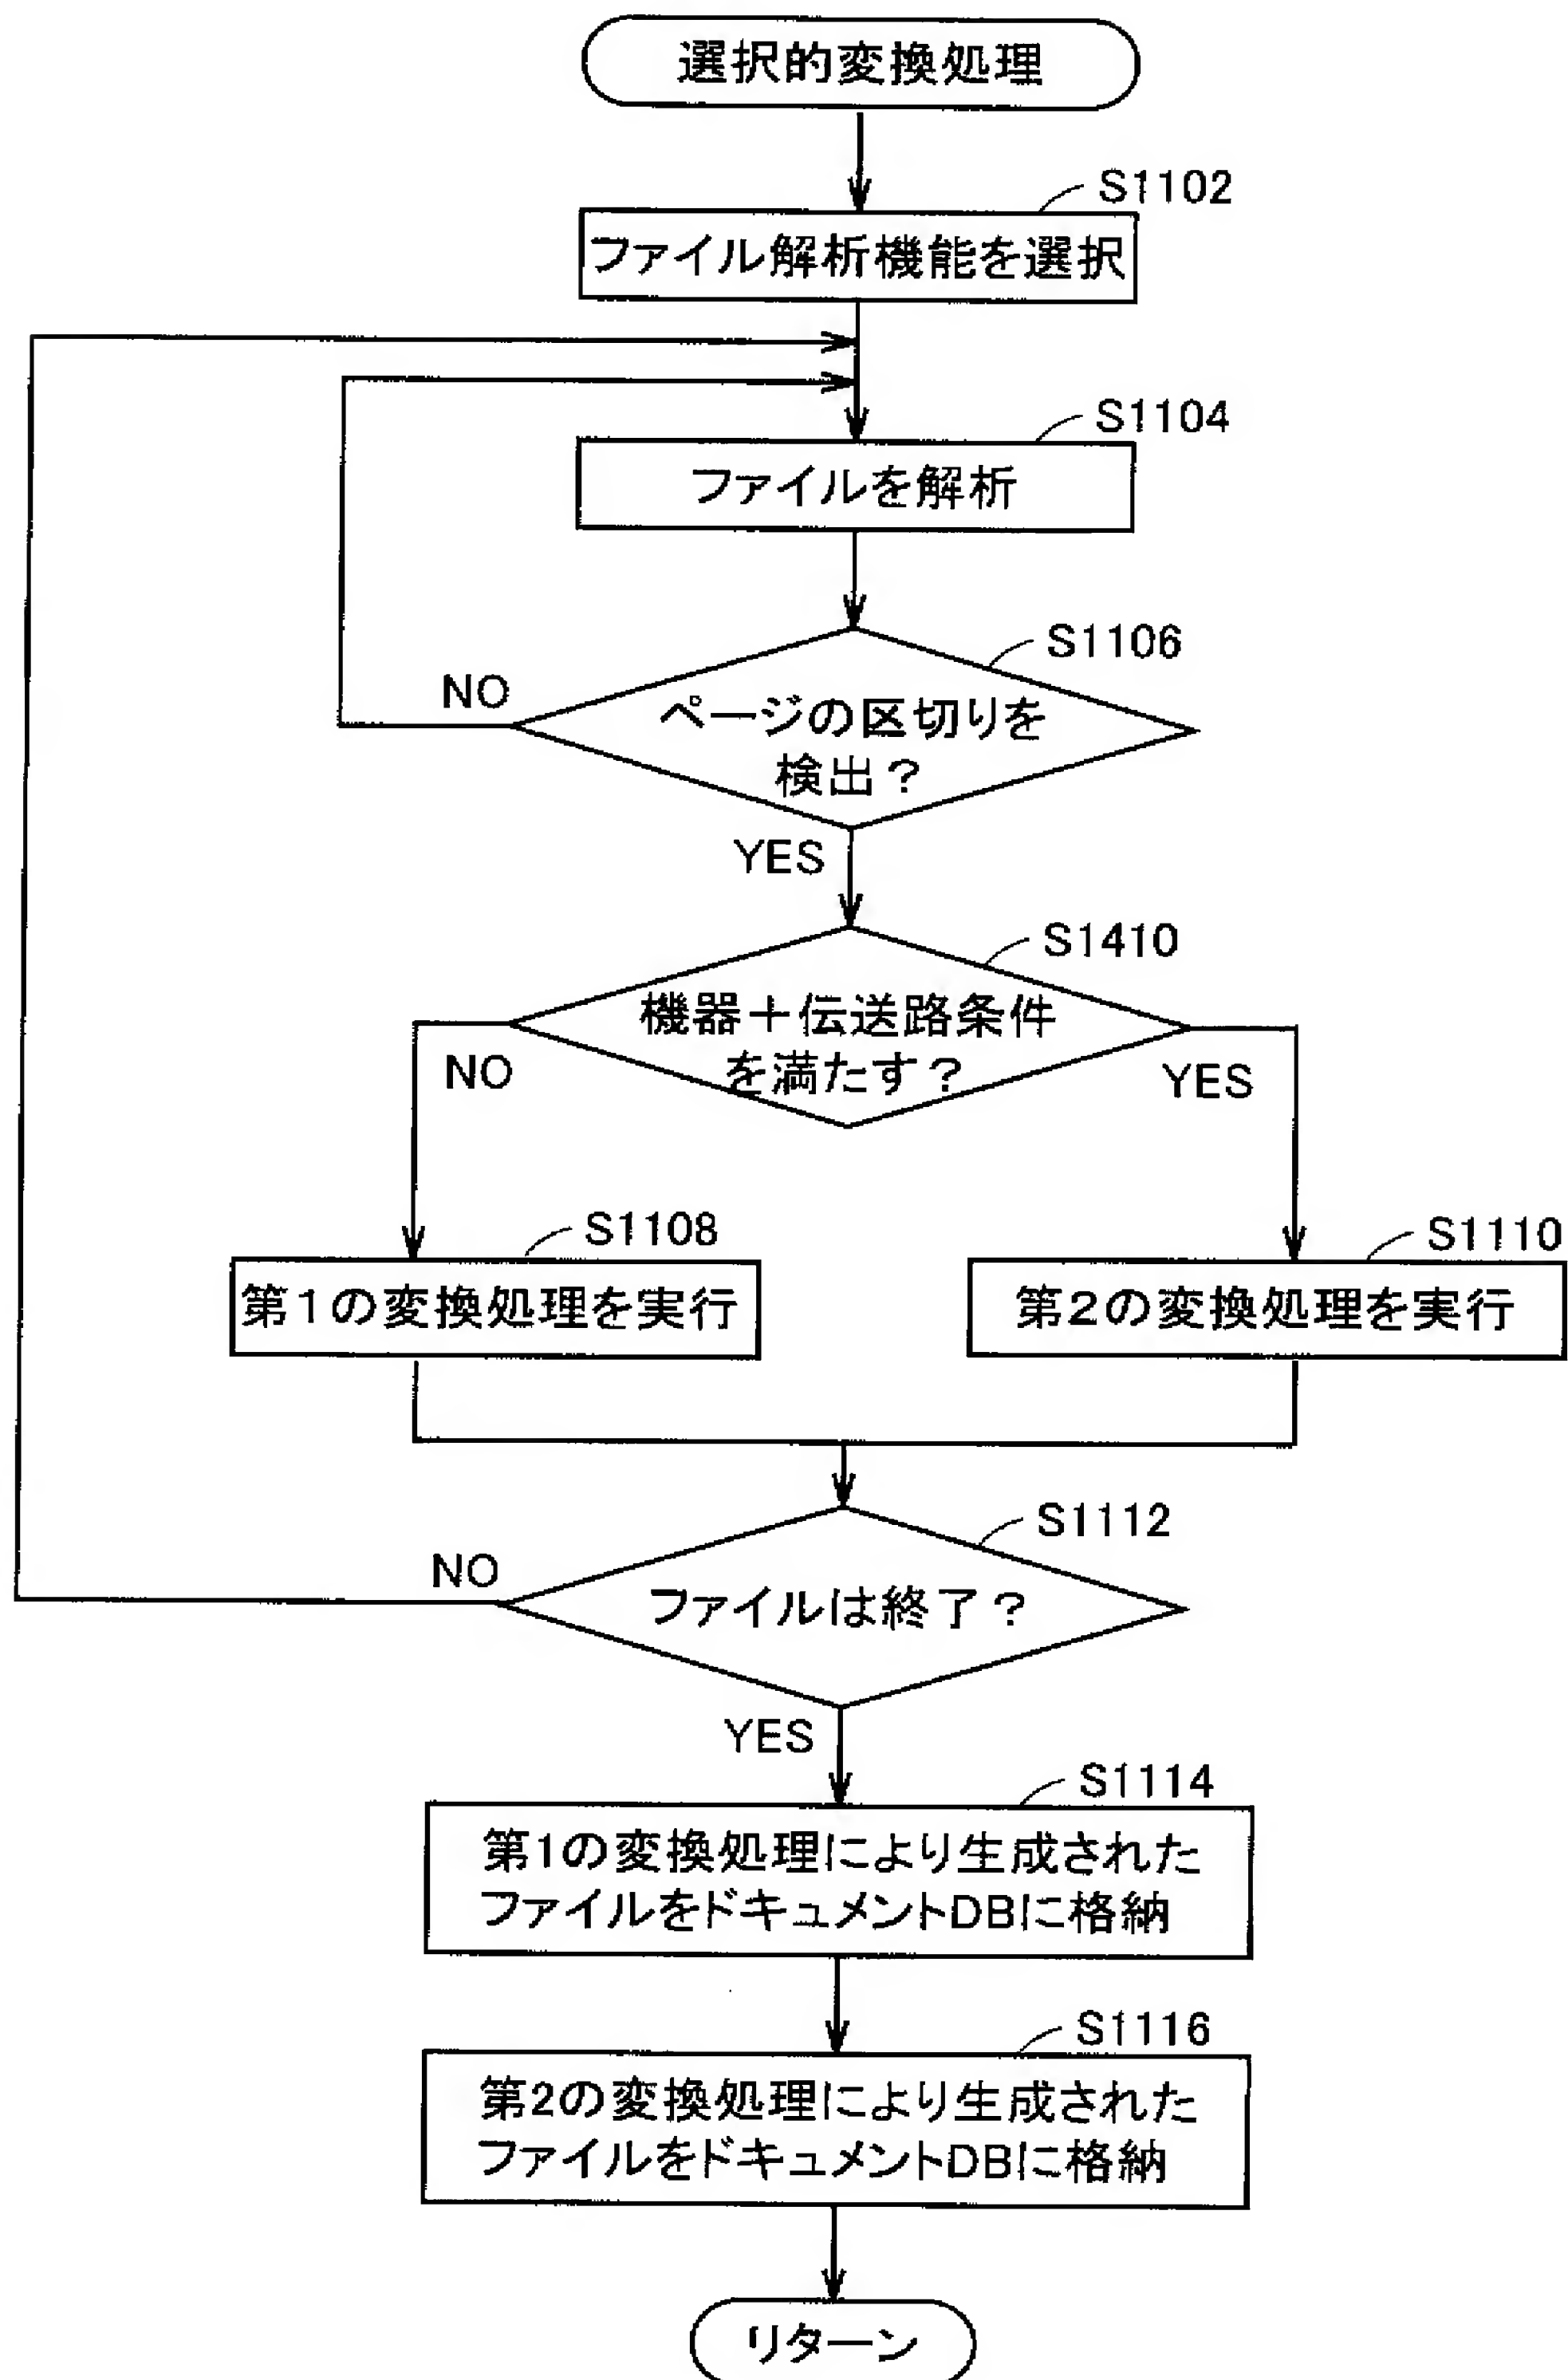 選択的変換処理
S1102
ファイル解析機能を選択
S1104
ファイルを解析
S1106
NO
ページの区切りを
検出？
YES
S1410
機器＋伝送路条件
を満たす？
NO
YES
S1108
S1110
第１の変換処理を実行
第２の変換処理を実行
S1112
NO
ファイルは終了？
YES
S1114
第1の変換処理により生成された
ファイルをドキュメントDBに格納
S1116
第2の変換処理により生成された
ファイルをドキュメントDBに格納
リターン